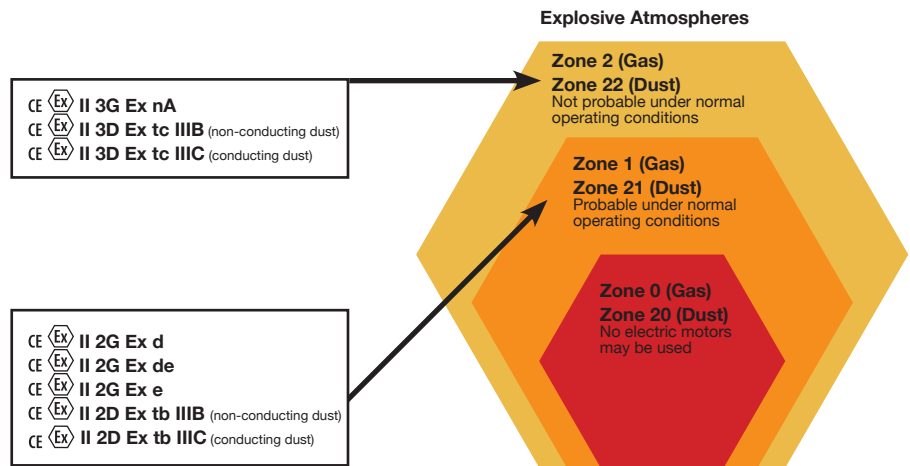 Explosive Atmospheres
Zone 2 (Gas)
Zone 22 (Dust)
Not probable under normal
operating conditions
CE Ex II 3G Ex nA
CE Ex II 3D Ex tc IIIB (non-conducting dust)
CE Ex II 3D Ex tc IIIC (conducting dust)
Zone 1 (Gas)
Zone 21 (Dust)
Probable under normal
operating conditions
Zone 0 (Gas)
Zone 20 (Dust)
No electric motors
may be used
CE Ex II 2G Ex d
CE Ex II 2G Ex de
CE Ex II 2G Ex e
CE Ex II 2D Ex tb IIIB (non-conducting dust)
CE Ex II 2D Ex tb IIIC (conducting dust)